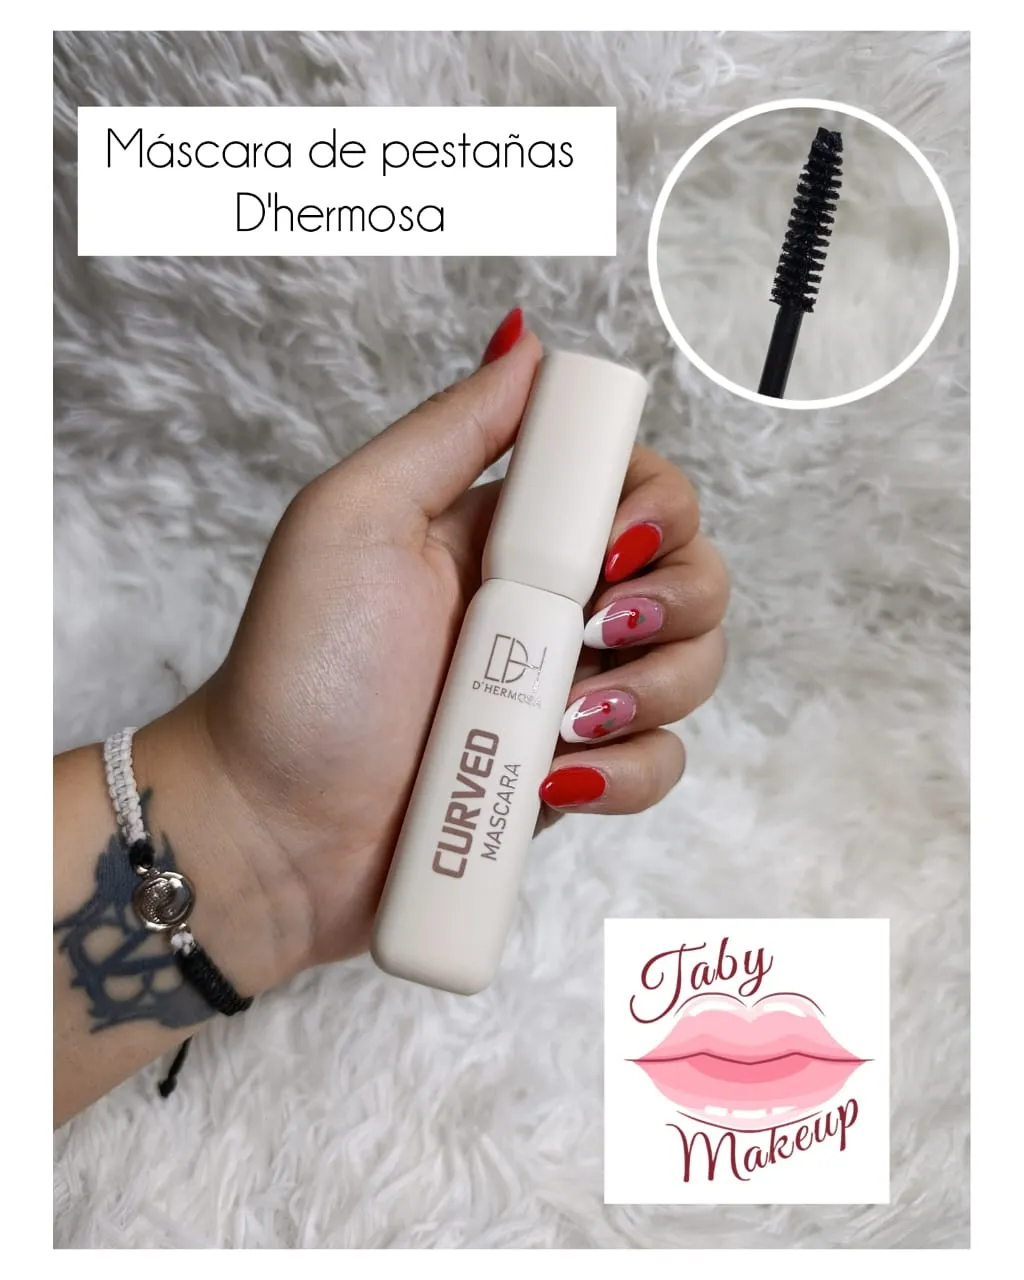 Máscara de pestañas
D'hermosa
D'HERMOSA
CURVED
MASCARA
Taby
Makeup